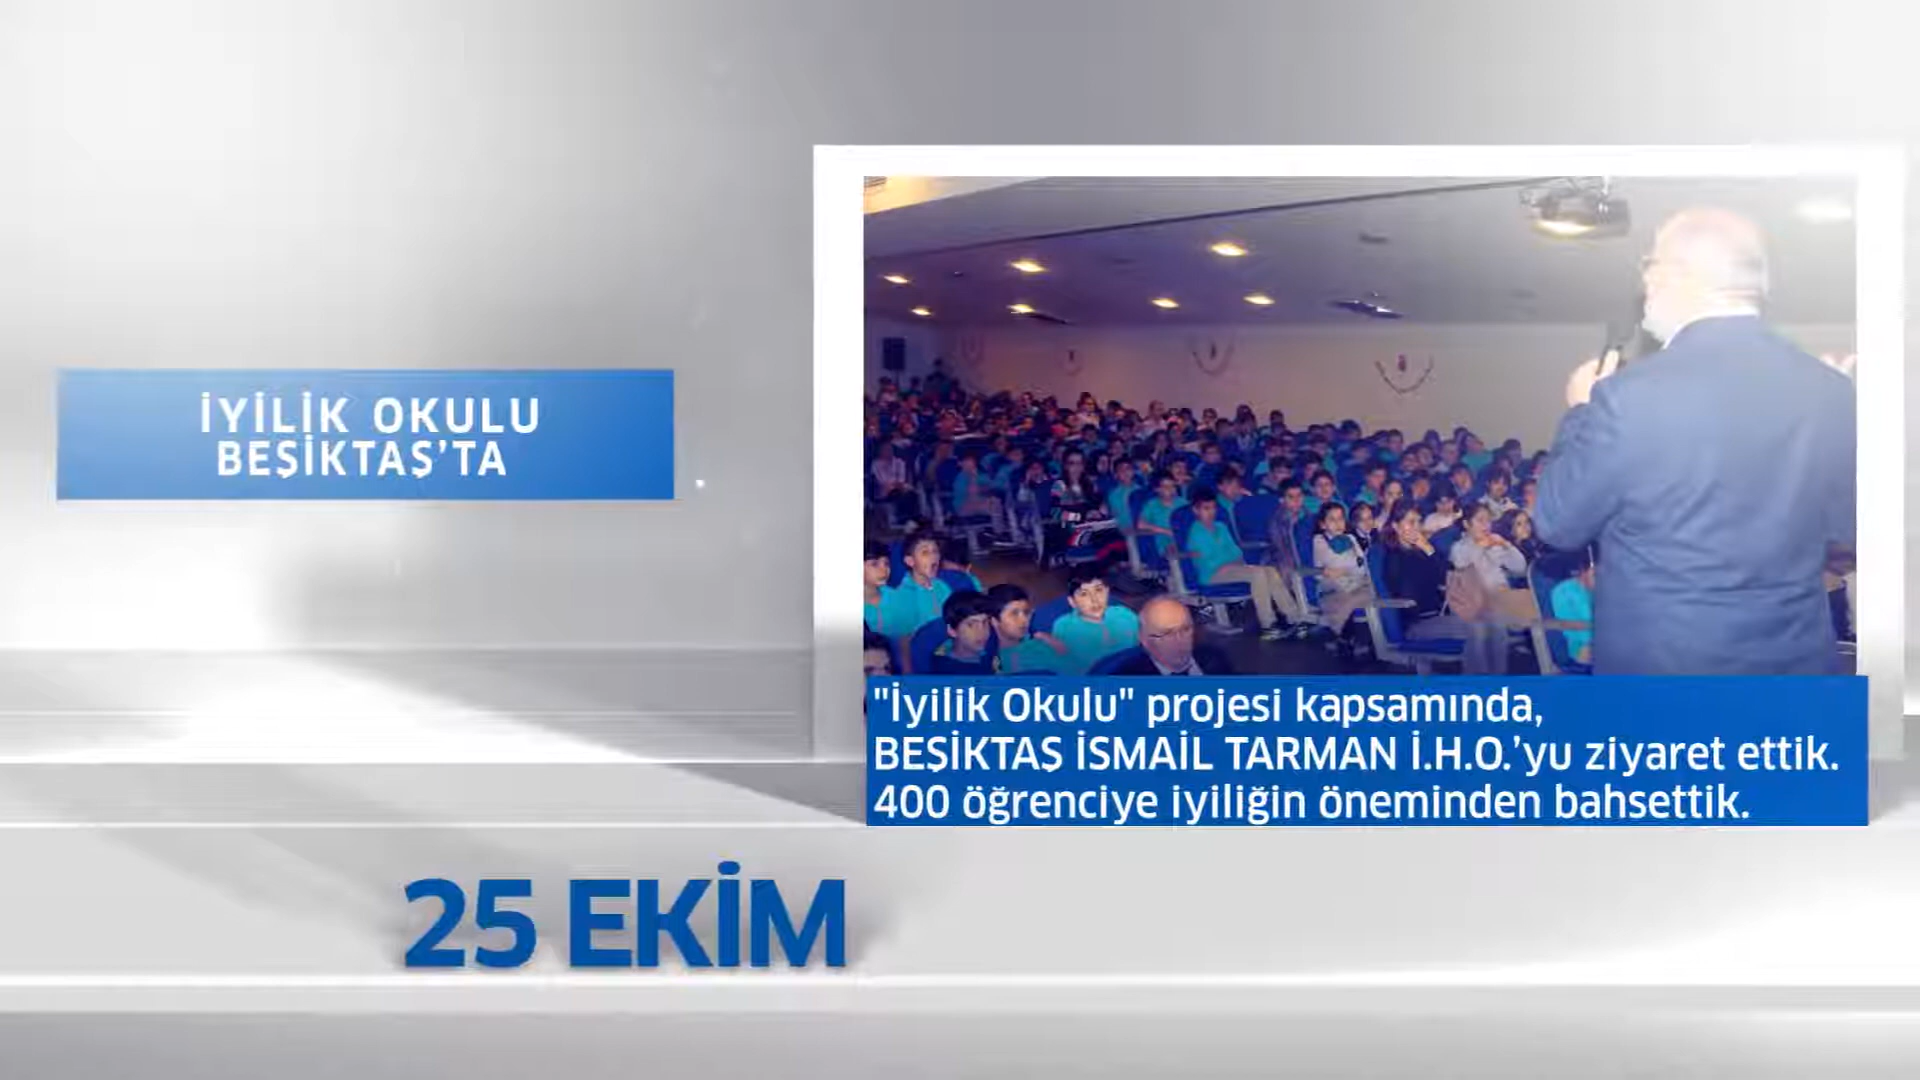 İYİLİK OKULU
BEŞİKTAŞ’TA
"İyilik Okulu" projesi kapsamında,
BEŞİKTAŞ İSMAİL TARMAN İ.H.O.’yu ziyaret ettik.
400 öğrenciye iyiliğin öneminden bahsettik.
25 EKİM